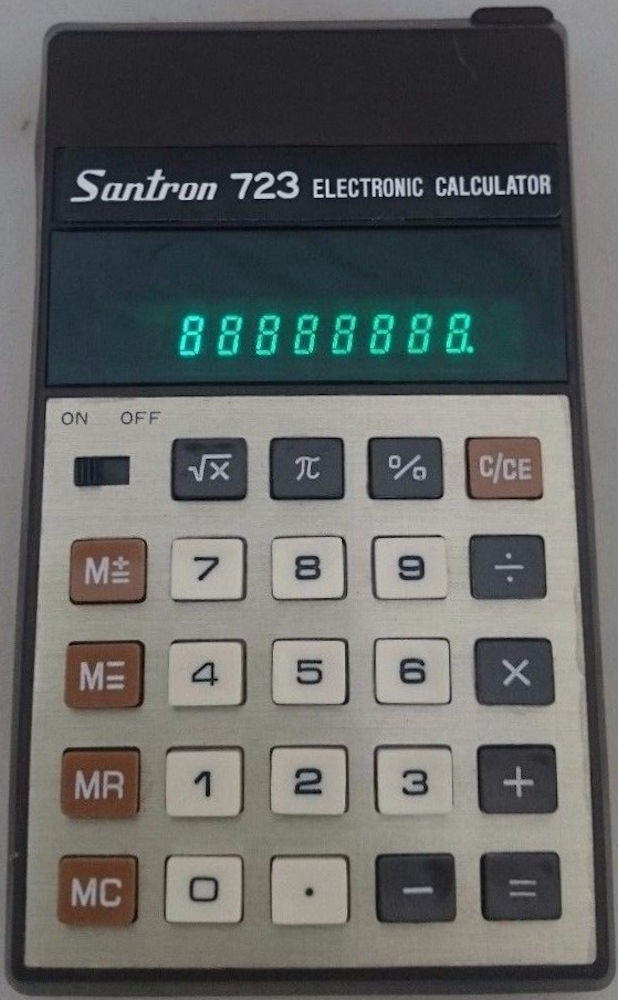 Santron 723 ELECTRONIC CALCULATOR
88888888.
ON OFF
√x π % C/CE
M± 7 8 9 ÷
M= 4 5 6 ×
MR 1 2 3 +
MC 0 . − =